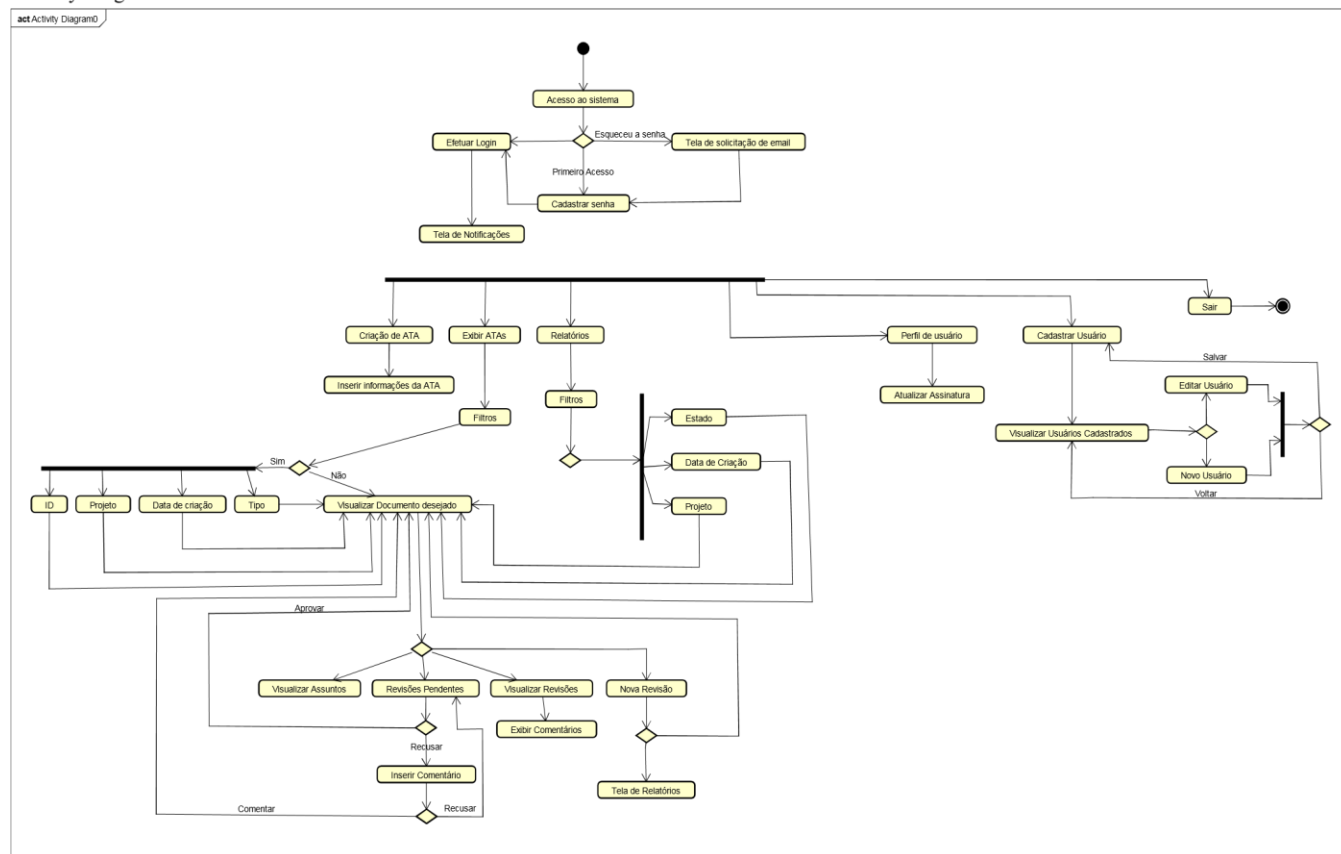 act Activity Diagram0
Acesso ao sistema
Efetuar Login
Esqueceu a senha
Tela de solicitação de email
Primeiro Acesso
Cadastrar senha
Tela de Notificações
Sair
Criação de ATA
Exibir ATAs
Relatórios
Perfil de usuário
Cadastrar Usuário
Salvar
Inserir informações da ATA
Filtros
Filtros
Atualizar Assinatura
Editar Usuário
Estado
Visualizar Usuários Cadastrados
Sim
Não
Data de Criação
Novo Usuário
Voltar
ID
Projeto
Data de criação
Tipo
Visualizar Documento desejado
Projeto
Aprovar
Visualizar Assuntos
Revisões Pendentes
Visualizar Revisões
Nova Revisão
Exibir Comentários
Recusar
Inserir Comentário
Tela de Relatórios
Comentar
Recusar